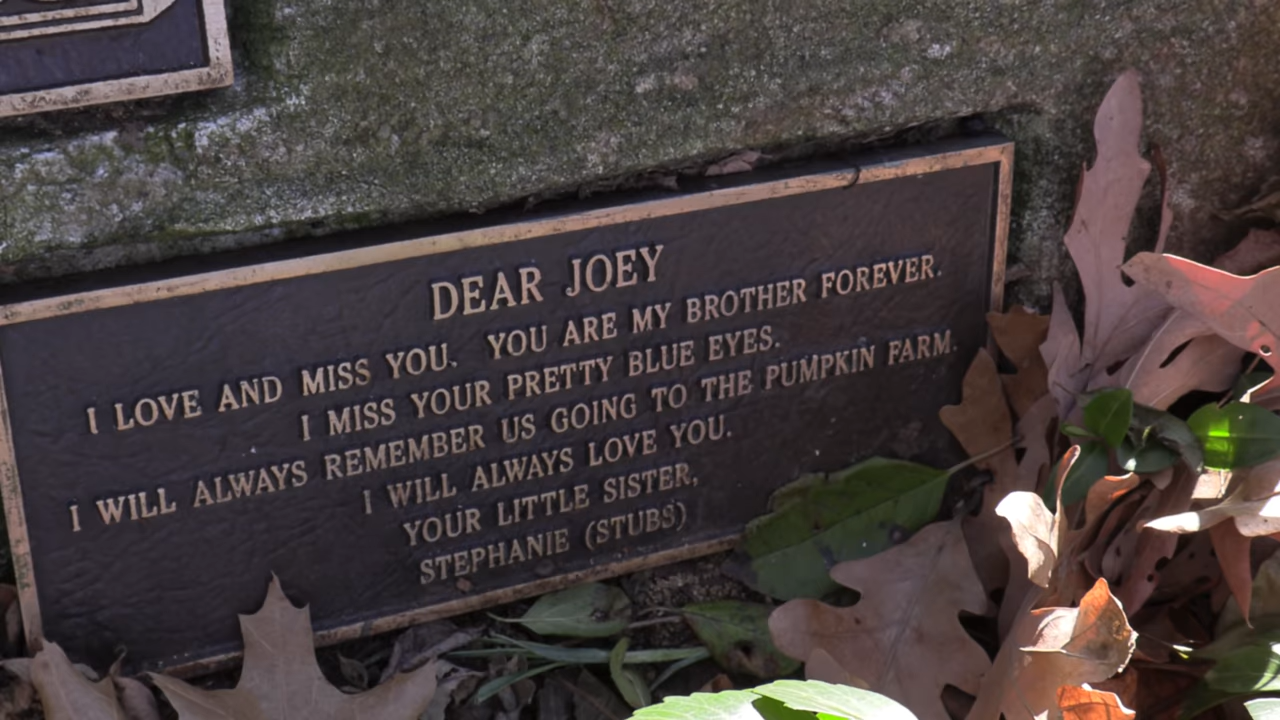 DEAR JOEY
I LOVE AND MISS YOU. YOU ARE MY BROTHER FOREVER.
I MISS YOUR PRETTY BLUE EYES.
I WILL ALWAYS REMEMBER US GOING TO THE PUMPKIN FARM.
I WILL ALWAYS LOVE YOU.
YOUR LITTLE SISTER,
STEPHANIE (STUBS)